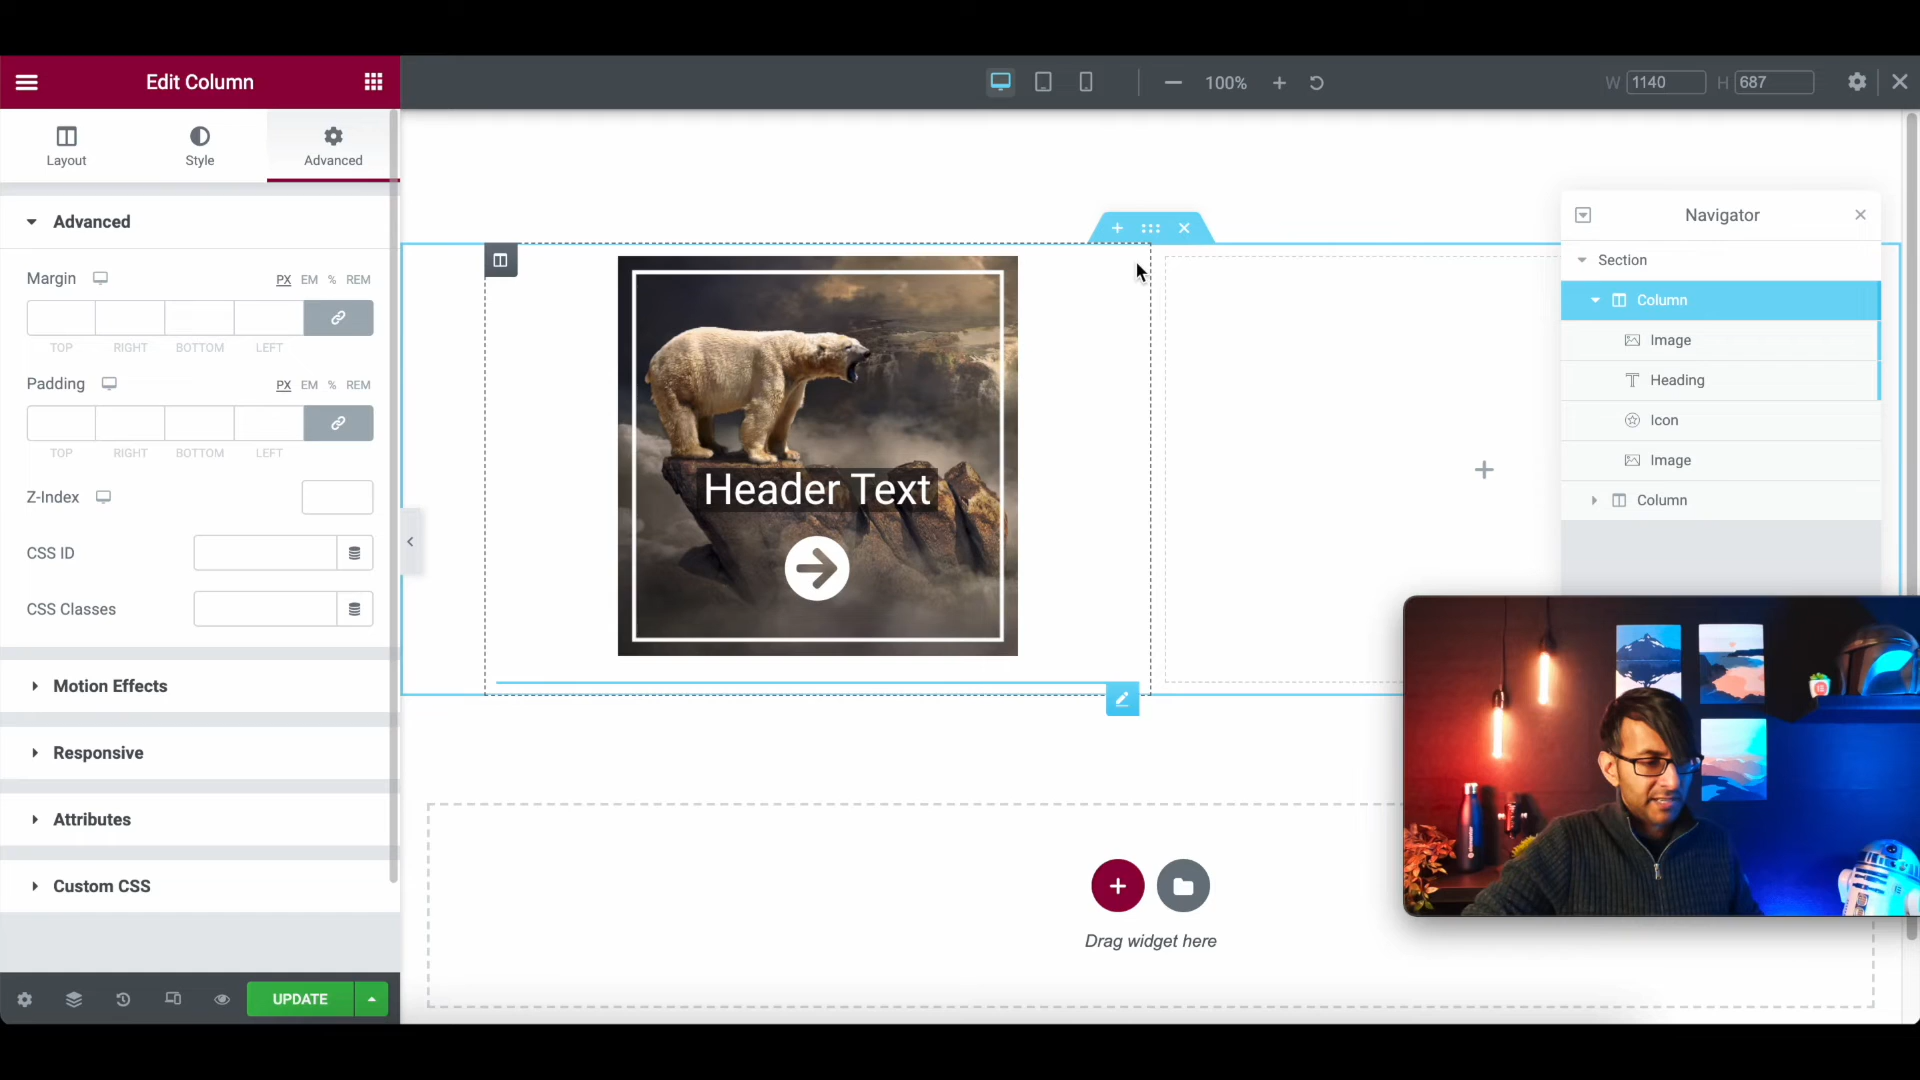 Edit Column
100%
W 1140 H 687
Layout
Style
Advanced
Advanced
Margin
PX EM % REM
TOP RIGHT BOTTOM LEFT
Padding
PX EM % REM
TOP RIGHT BOTTOM LEFT
Z-Index
CSS ID
CSS Classes
Motion Effects
Responsive
Attributes
Custom CSS
UPDATE
Header Text
Drag widget here
Navigator
Section
Column
Image
Heading
Icon
Image
Column